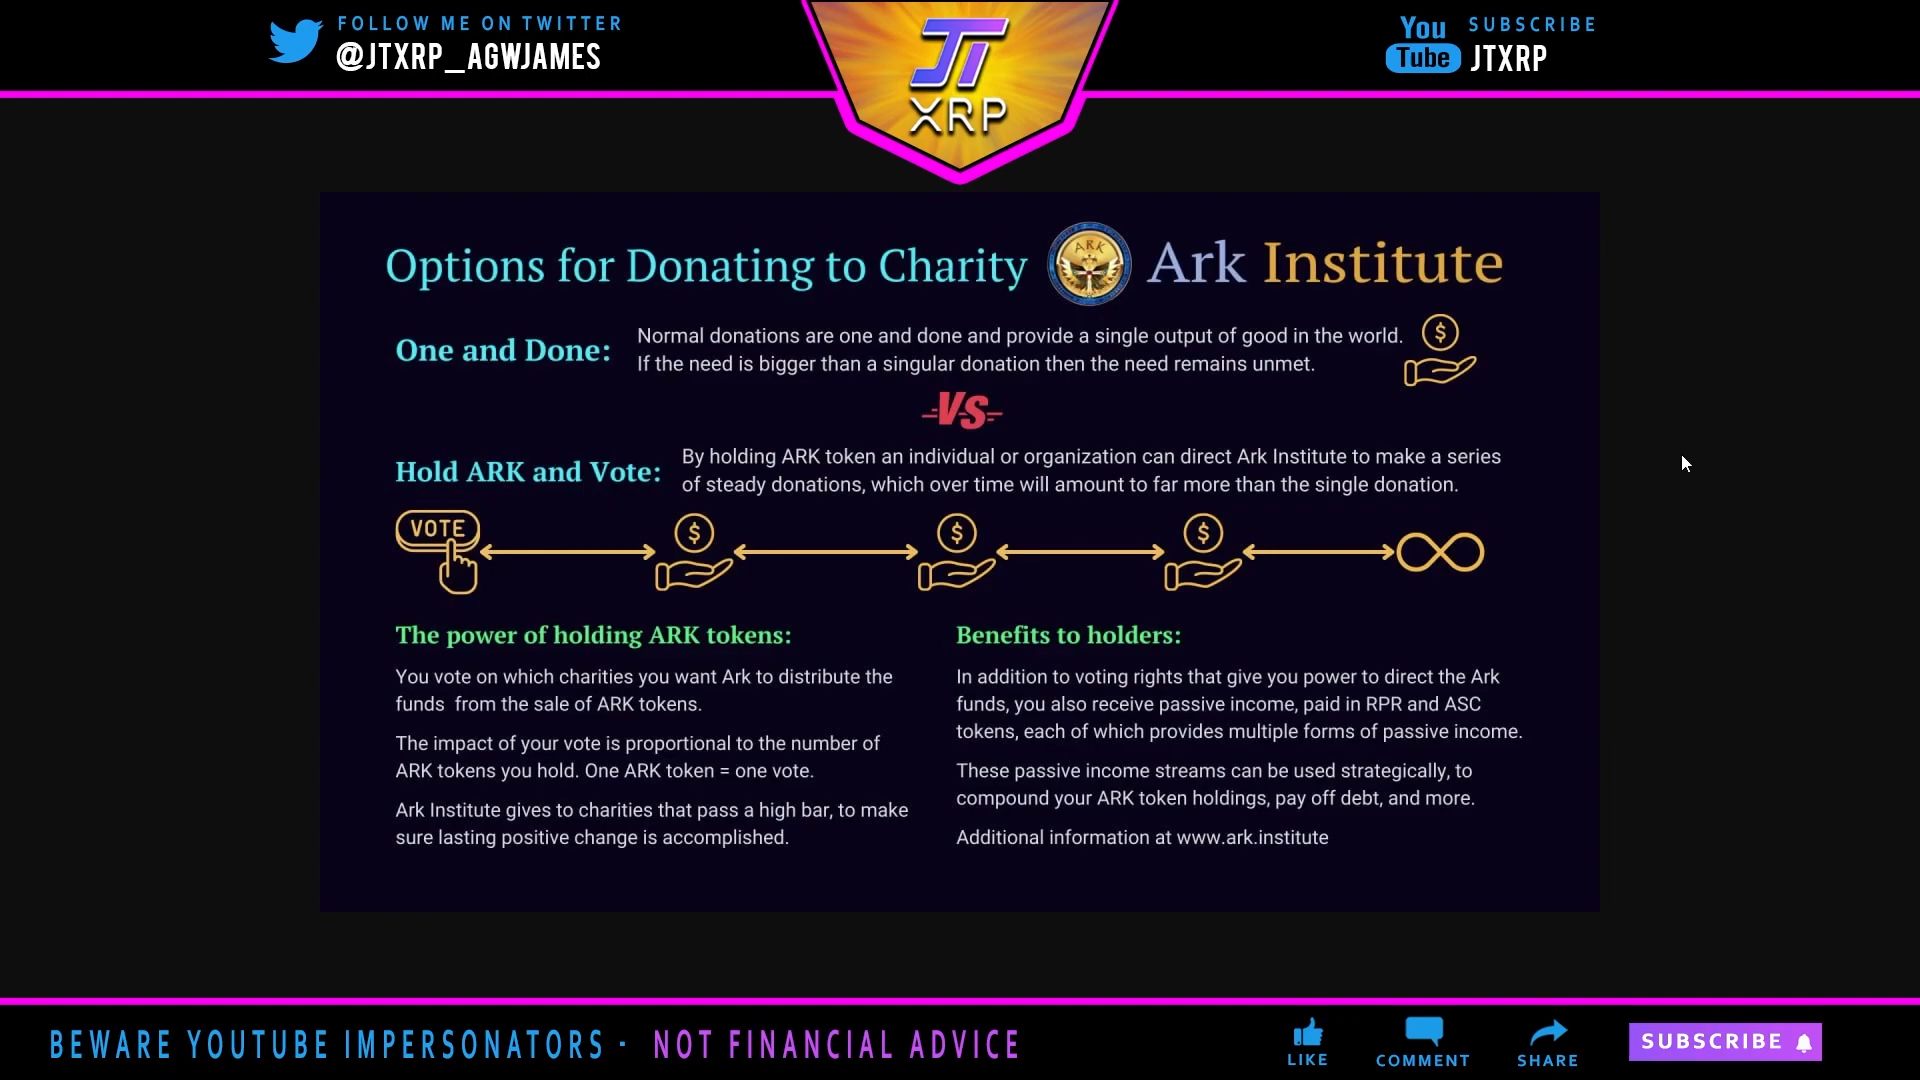 FOLLOW ME ON TWITTER
@JTXRP_AGWJAMES
JT
XRP
You
Tube
SUBSCRIBE
JTXRP
Options for Donating to Charity
ARK
Ark Institute
One and Done:
Normal donations are one and done and provide a single output of good in the world.
If the need is bigger than a singular donation then the need remains unmet.
$
VS
Hold ARK and Vote:
By holding ARK token an individual or organization can direct Ark Institute to make a series
of steady donations, which over time will amount to far more than the single donation.
VOTE
$
$
$
The power of holding ARK tokens:
You vote on which charities you want Ark to distribute the
funds  from the sale of ARK tokens.
The impact of your vote is proportional to the number of
ARK tokens you hold. One ARK token = one vote.
Ark Institute gives to charities that pass a high bar, to make
sure lasting positive change is accomplished.
Benefits to holders:
In addition to voting rights that give you power to direct the Ark
funds, you also receive passive income, paid in RPR and ASC
tokens, each of which provides multiple forms of passive income.
These passive income streams can be used strategically, to
compound your ARK token holdings, pay off debt, and more.
Additional information at www.ark.institute
BEWARE YOUTUBE IMPERSONATORS - NOT FINANCIAL ADVICE
LIKE
COMMENT
SHARE
SUBSCRIBE